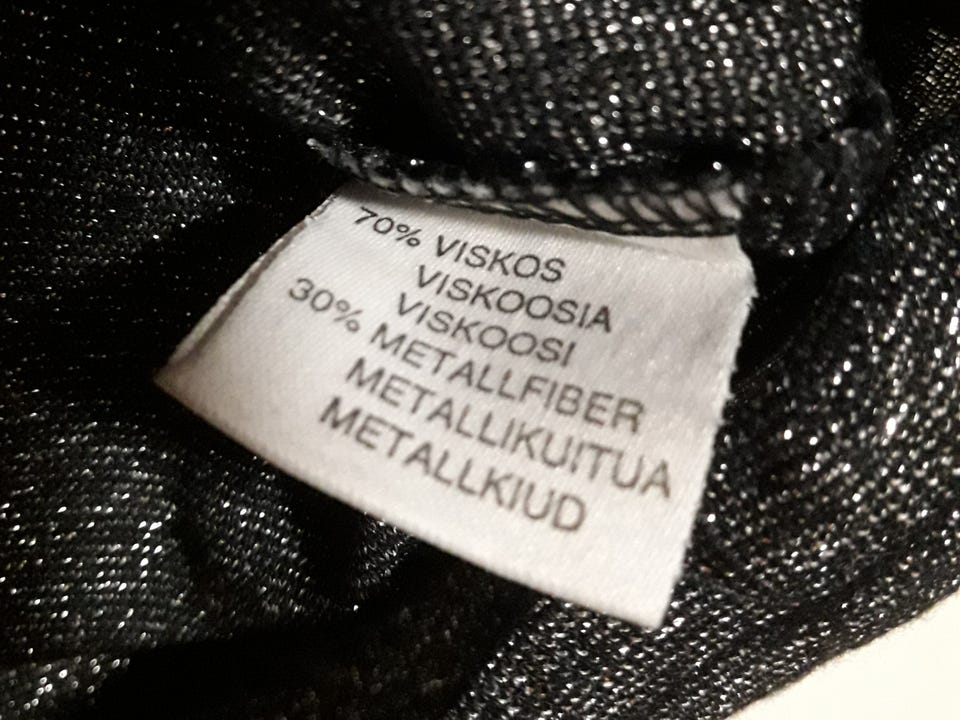 70% VISKOS
VISKOOSIA
VISKOOSI
30% METALLFIBER
METALLIKUITUA
METALLKIUD